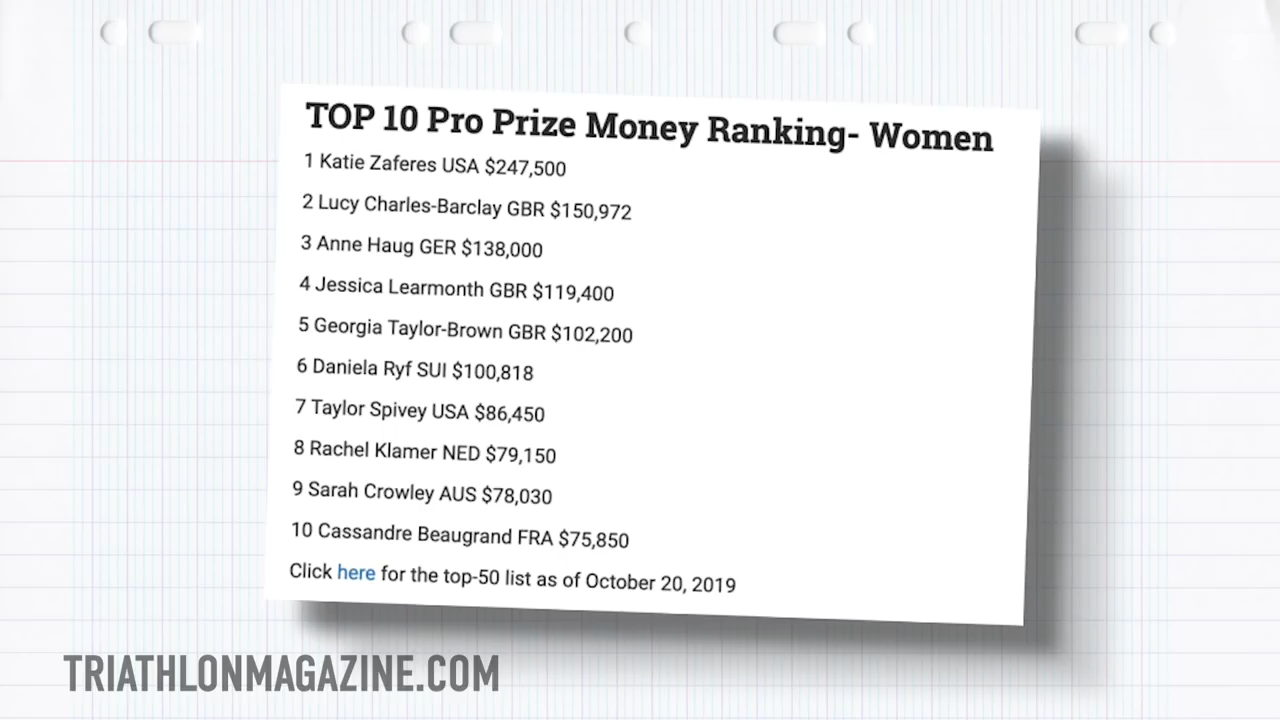 TOP 10 Pro Prize Money Ranking- Women
1 Katie Zaferes USA $247,500
2 Lucy Charles-Barclay GBR $150,972
3 Anne Haug GER $138,000
4 Jessica Learmonth GBR $119,400
5 Georgia Taylor-Brown GBR $102,200
6 Daniela Ryf SUI $100,818
7 Taylor Spivey USA $86,450
8 Rachel Klamer NED $79,150
9 Sarah Crowley AUS $78,030
10 Cassandre Beaugrand FRA $75,850
Click here for the top-50 list as of October 20, 2019
TRIATHLONMAGAZINE.COM